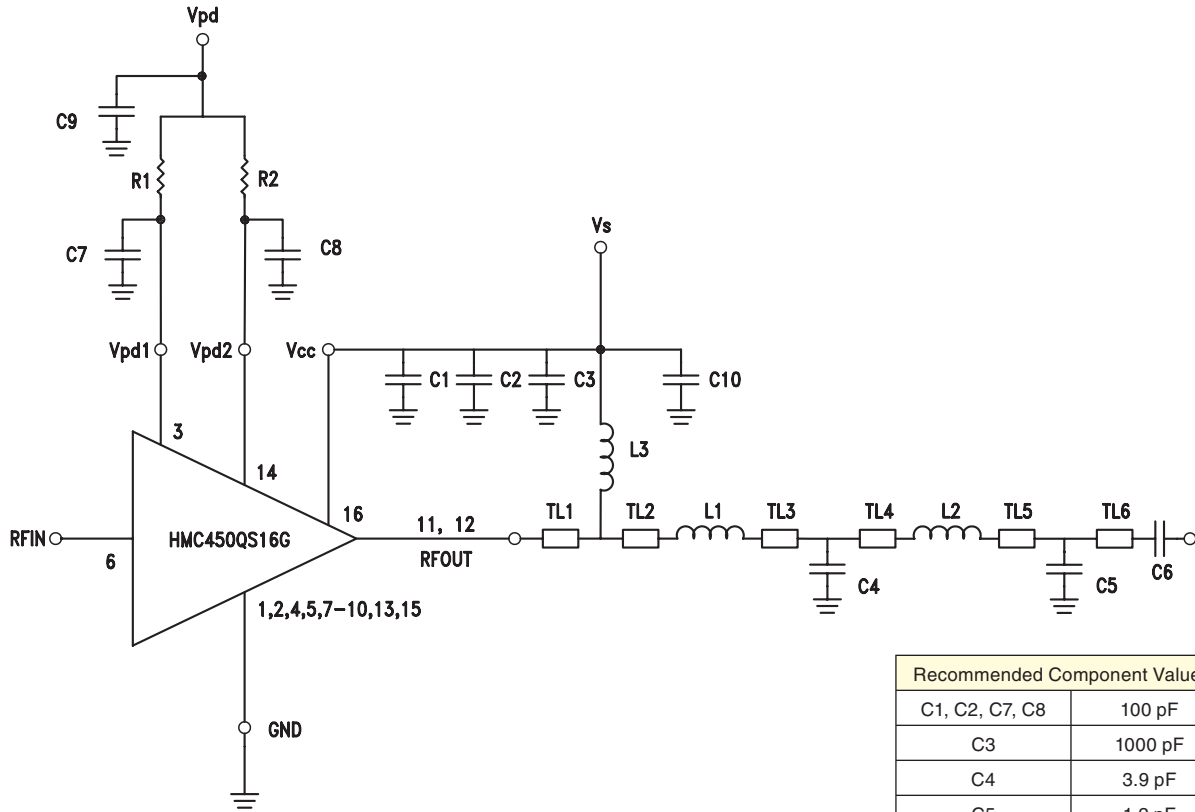 Vpd
C9
R1
R2
C7
C8
Vs
Vpd1
Vpd2
Vcc
C1
C2
C3
C10
3
L3
14
16
TL1
TL2
L1
TL3
TL4
L2
TL5
TL6
RFIN
6
HMC450QS16G
11, 12
RFOUT
C4
C5
C6
1,2,4,5,7-10,13,15
GND
Recommended Component Value
C1, C2, C7, C8 100 pF
C3 1000 pF
C4 3.9 pF